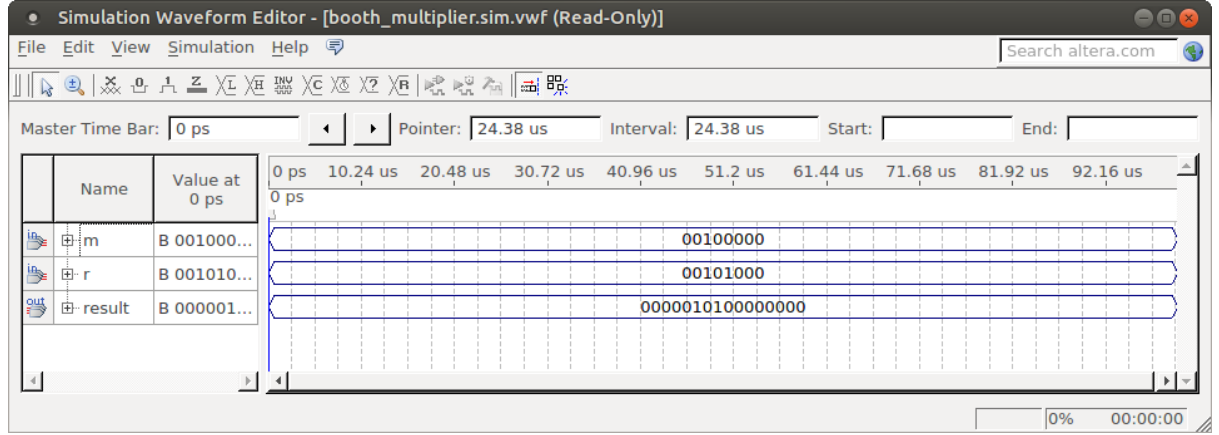 Simulation Waveform Editor - [booth_multiplier.sim.vwf (Read-Only)]
File Edit View Simulation Help Search altera.com
Master Time Bar: 0 ps Pointer: 24.38 us Interval: 24.38 us Start: End:
Name Value at 0 ps
0 ps 10.24 us 20.48 us 30.72 us 40.96 us 51.2 us 61.44 us 71.68 us 81.92 us 92.16 us
0 ps
in m B 001000... 00100000
in r B 001010... 00101000
out result B 000001... 0000010100000000
0% 00:00:00